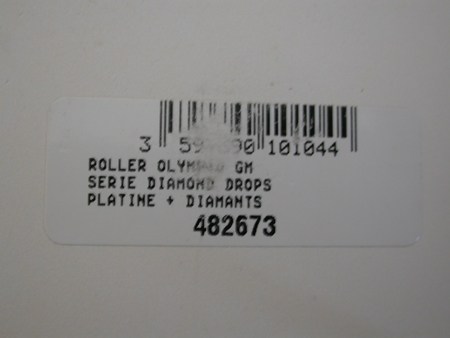 3 101044
ROLLER GM
SERIE DIAMOND DROPS
PLATINE + DIAMANTS
482673